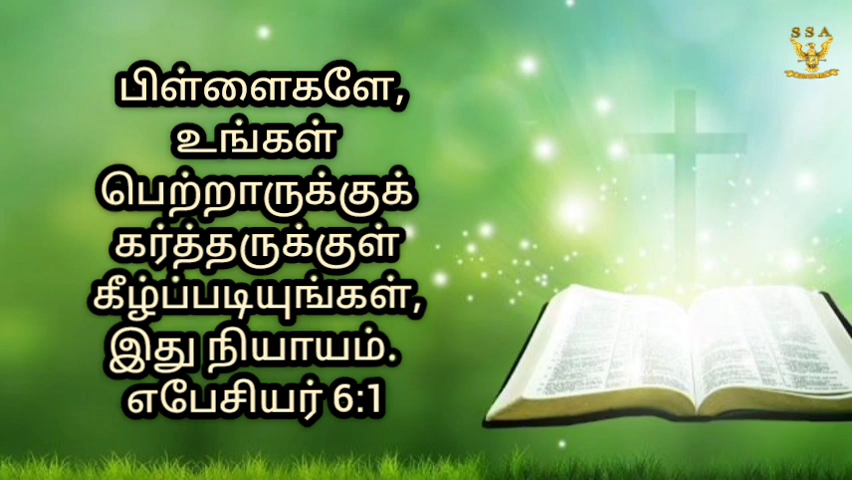 SSA
பிள்ளைகளே,
உங்கள்
பெற்றாருக்குக்
கர்த்தருக்குள்
கீழ்ப்படியுங்கள்,
இது நியாயம்.
எபேசியர் 6:1